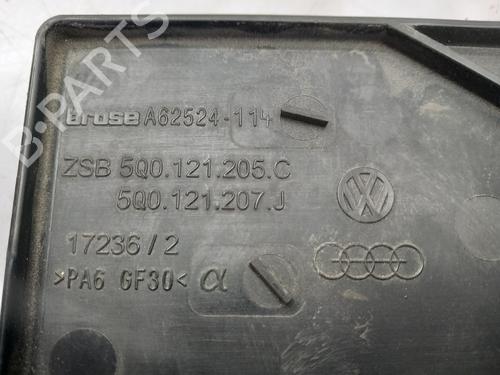 B-PARTS
brose A62524-114
ZSB 5Q0.121.205.C
5Q0.121.207.J
17236/2
>PA6 GF30< α